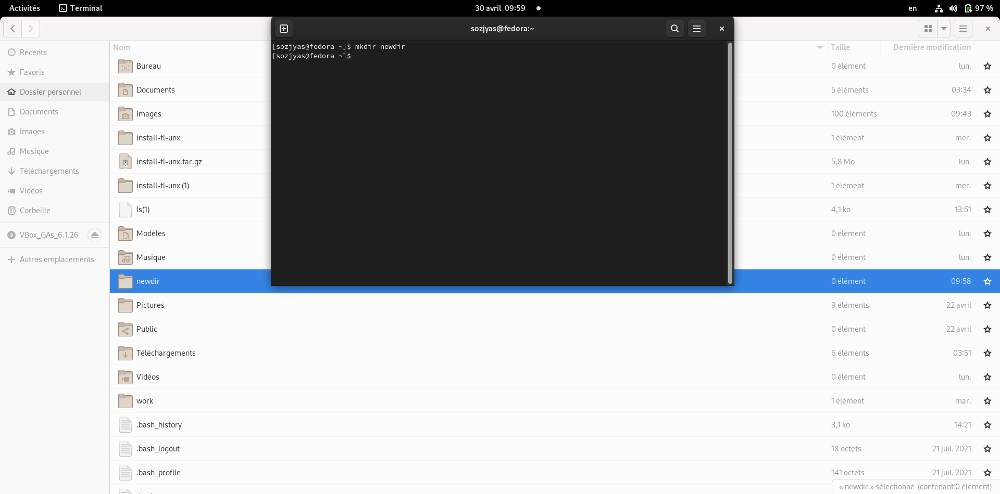 Activités Terminal 30 avril 09:59 en 97 %
sozjyas@fedora:~
[sozjyas@fedora ~]$ mkdir newdir
[sozjyas@fedora ~]$
Récents
Favoris
Dossier personnel
Documents
Images
Musique
Téléchargements
Vidéos
Corbeille
VBox_GAs_6.1.26
Autres emplacements
Nom Taille Dernière modification
Bureau 0 élément lun.
Documents 5 éléments 03:34
Images 100 éléments 09:43
install-tl-unx 1 élément mer.
install-tl-unx.tar.gz 5,8 Mo lun.
install-tl-unx (1) 1 élément mer.
ls(1) 4,1 ko 13:51
Modèles 0 élément lun.
Musique 0 élément lun.
newdir 0 élément 09:58
Pictures 9 éléments 22 avril
Public 0 élément 22 avril
Téléchargements 6 éléments 03:51
Vidéos 0 élément lun.
work 1 élément mar.
.bash_history 3,1 ko 14:21
.bash_logout 18 octets 21 juil. 2021
.bash_profile 141 octets 21 juil. 2021
« newdir » sélectionné (contenant 0 élément)